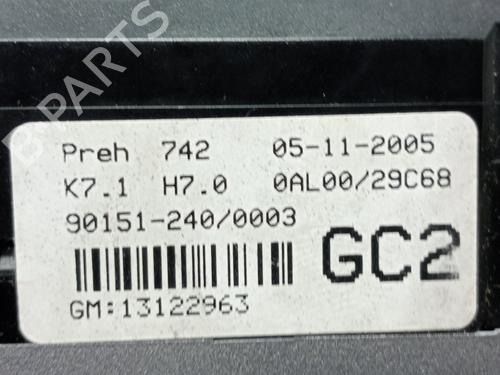 B PARTS
Preh 742 05-11-2005
K7.1 H7.0 0AL00/29C68
90151-240/0003
GC2
GM:13122963